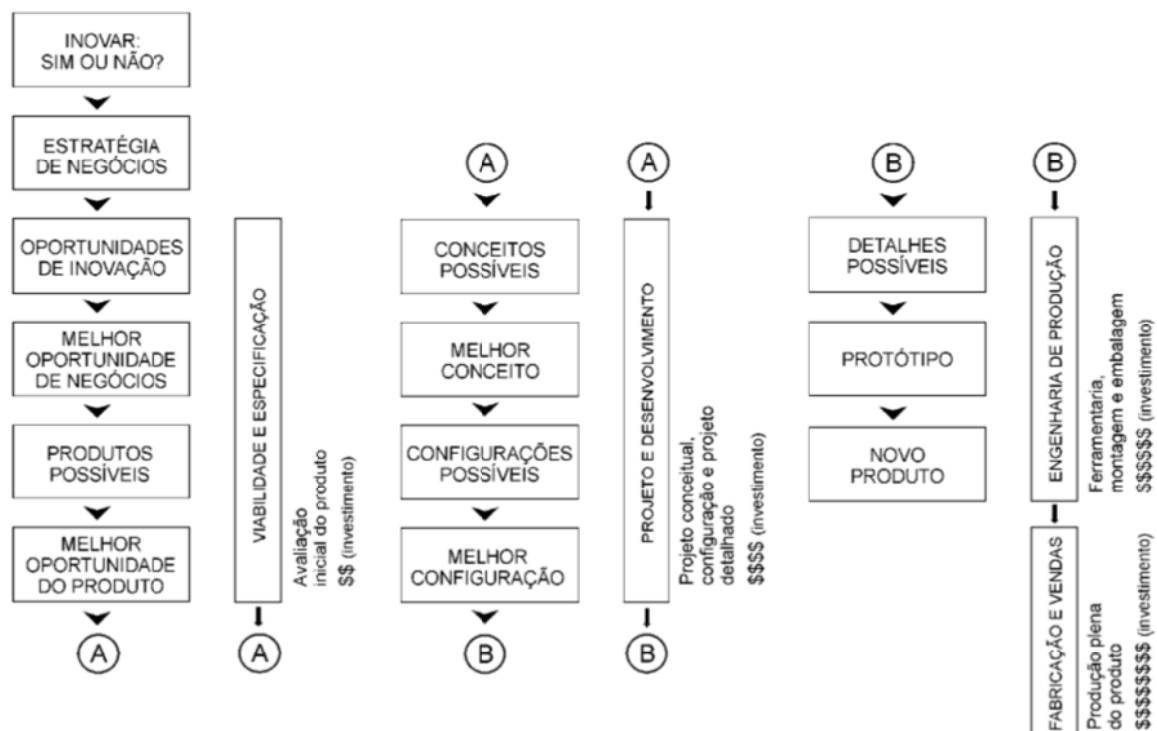 INOVAR:
SIM OU NÃO?
ESTRATÉGIA
DE NEGÓCIOS
OPORTUNIDADES
DE INOVAÇÃO
MELHOR
OPORTUNIDADE
DE NEGÓCIOS
PRODUTOS
POSSÍVEIS
MELHOR
OPORTUNIDADE
DO PRODUTO
A
VIABILIDADE E ESPECIFICAÇÃO
Avaliação
inicial do produto
$$ (investimento)
A
A
CONCEITOS
POSSÍVEIS
MELHOR
CONCEITO
CONFIGURAÇÕES
POSSÍVEIS
MELHOR
CONFIGURAÇÃO
B
A
PROJETO E DESENVOLVIMENTO
Projeto conceitual,
configuração e projeto
detalhado
$$$$ (investimento)
B
B
DETALHES
POSSÍVEIS
PROTÓTIPO
NOVO
PRODUTO
B
ENGENHARIA DE PRODUÇÃO
Ferramentaria,
montagem e embalagem
$$$$$$ (investimento)
FABRICAÇÃO E VENDAS
Produção plena
do produto
$$$$$$$$$ (investimento)